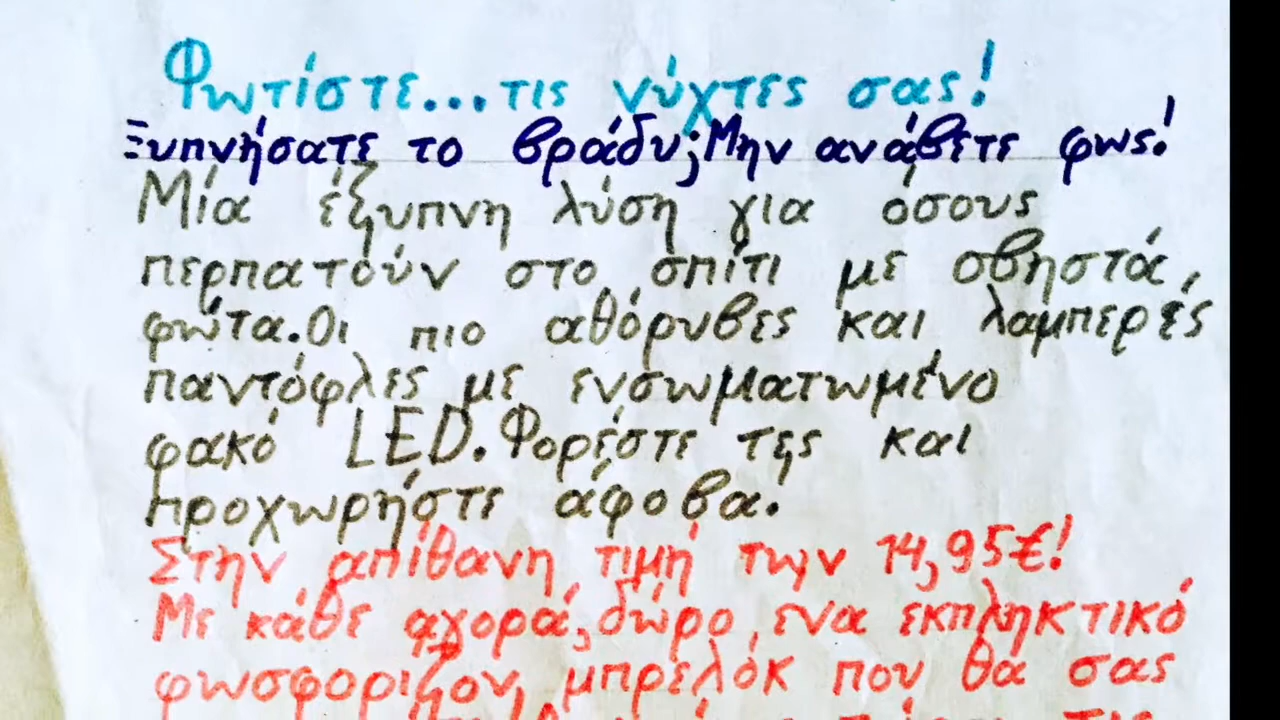 Φωτίστε...τις νύχτες σας!
Ξυπνήσατε το βράδυ;Μην ανάβετε φως!
Μία έξυπνη λύση για όσους
περπατούν στο σπίτι με σβηστά
φώτα.Οι πιο αθόρυβες και λαμπερές
παντόφλες με ενσωματωμένο
φακό LED.Φορέστε τες και
προχωρήστε άφοβα!
Στην απίθανη τιμή των 14,95€!
Με κάθε αγορά, δώρο ένα εκπληκτικό
φωσφορίζον μπρελόκ που θα σας